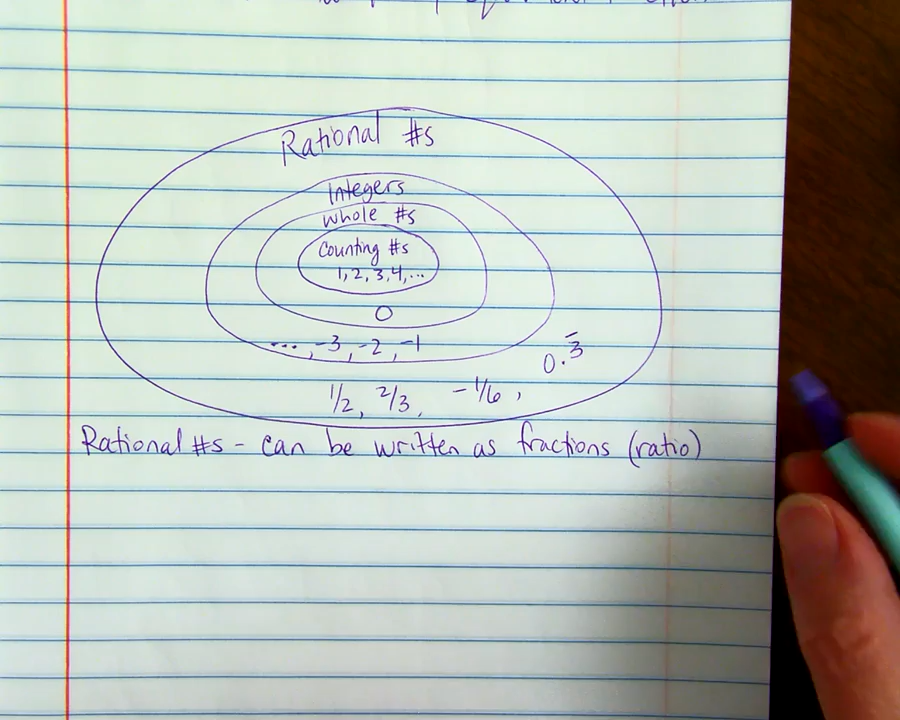 Rational #s
Integers
whole #s
Counting #s
1, 2, 3, 4, ...
0
..., -3, -2, -1
0.3̅
1/2, 2/3, -1/6,
Rational #s - can be written as fractions (ratio)